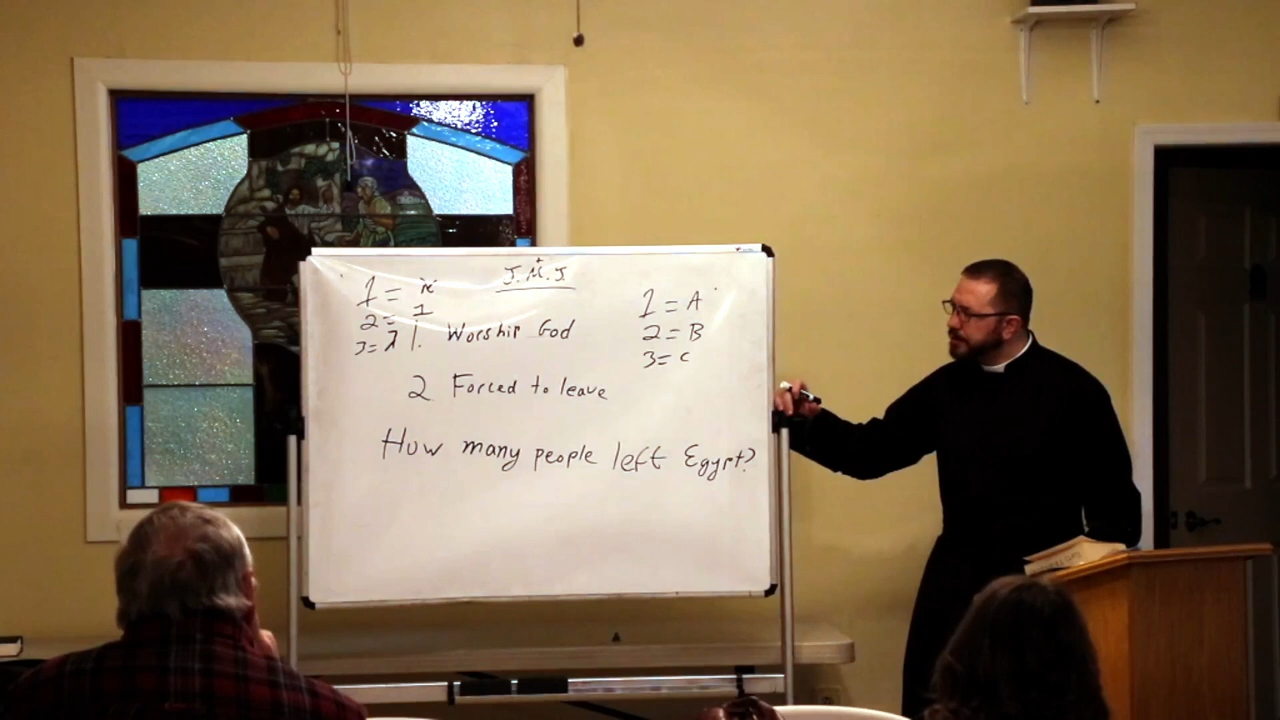 J.M.J.
1 = א
2 =
3 = ג
1. Worship God
2 Forced to leave
How many people left Egypt?
1 = A
2 = B
3 = C